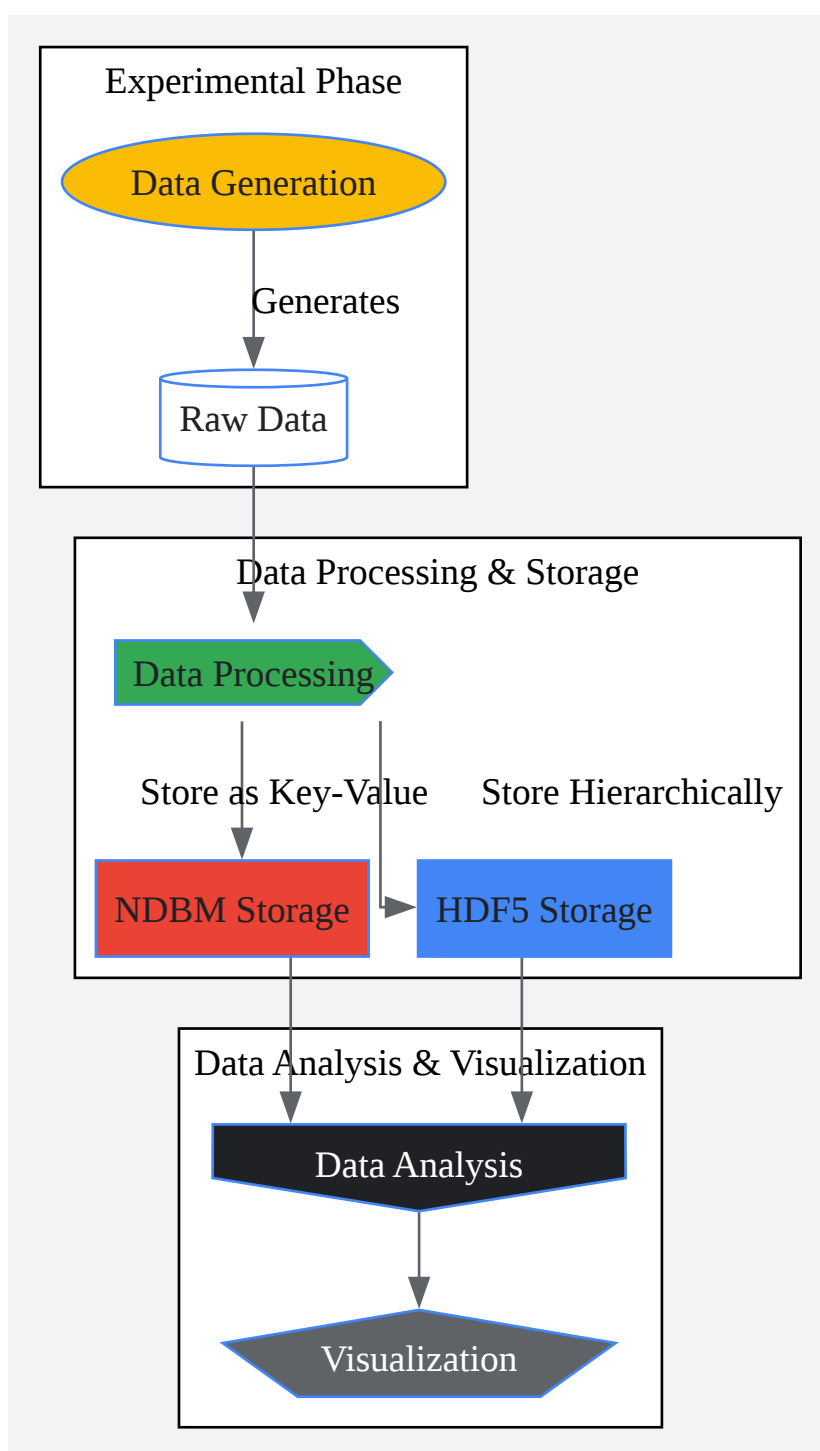 Experimental Phase
Data Generation
Generates
Raw Data
Data Processing & Storage
Data Processing
Store as Key-Value
Store Hierarchically
NDBM Storage
HDF5 Storage
Data Analysis & Visualization
Data Analysis
Visualization